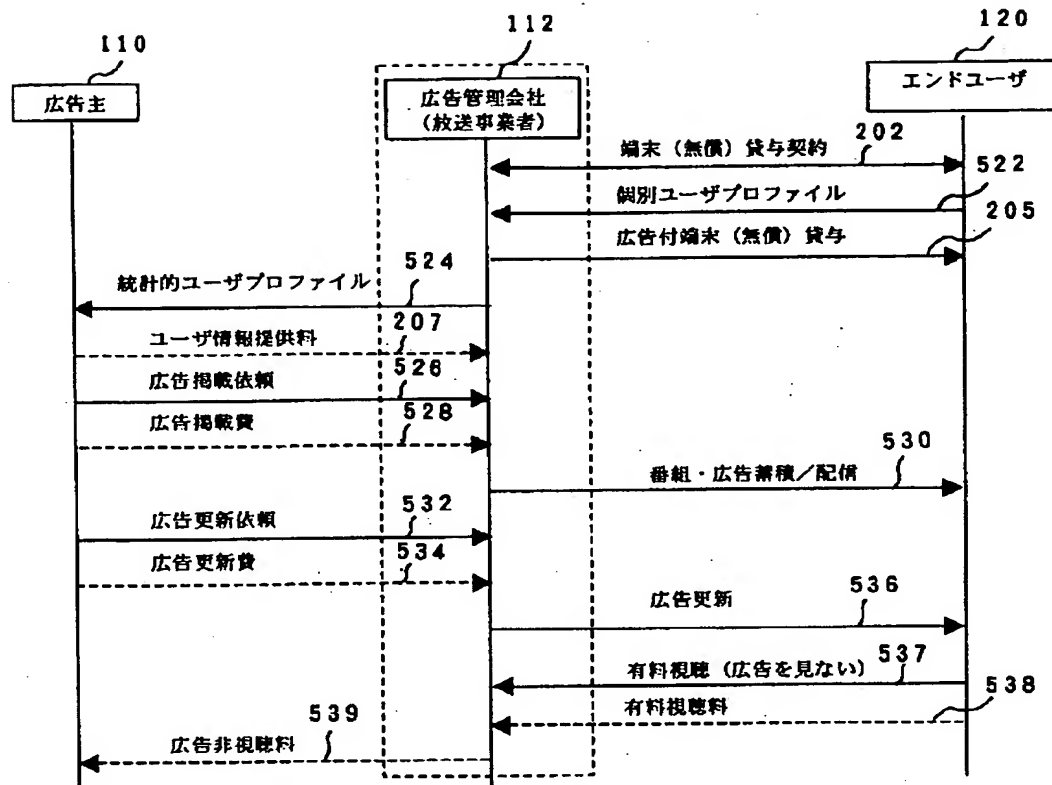 110
112
120
広告主
広告管理会社
(放送事業者)
エンドユーザ
端末(無償)貸与契約
202
個別ユーザプロファイル
522
広告付端末(無償)貸与
205
統計的ユーザプロファイル
524
ユーザ情報提供料
207
広告掲載依頼
526
広告掲載費
528
番組・広告蓄積/配信
530
広告更新依頼
532
広告更新費
534
広告更新
536
有料視聴(広告を見ない)
537
有料視聴料
538
広告非視聴料
539